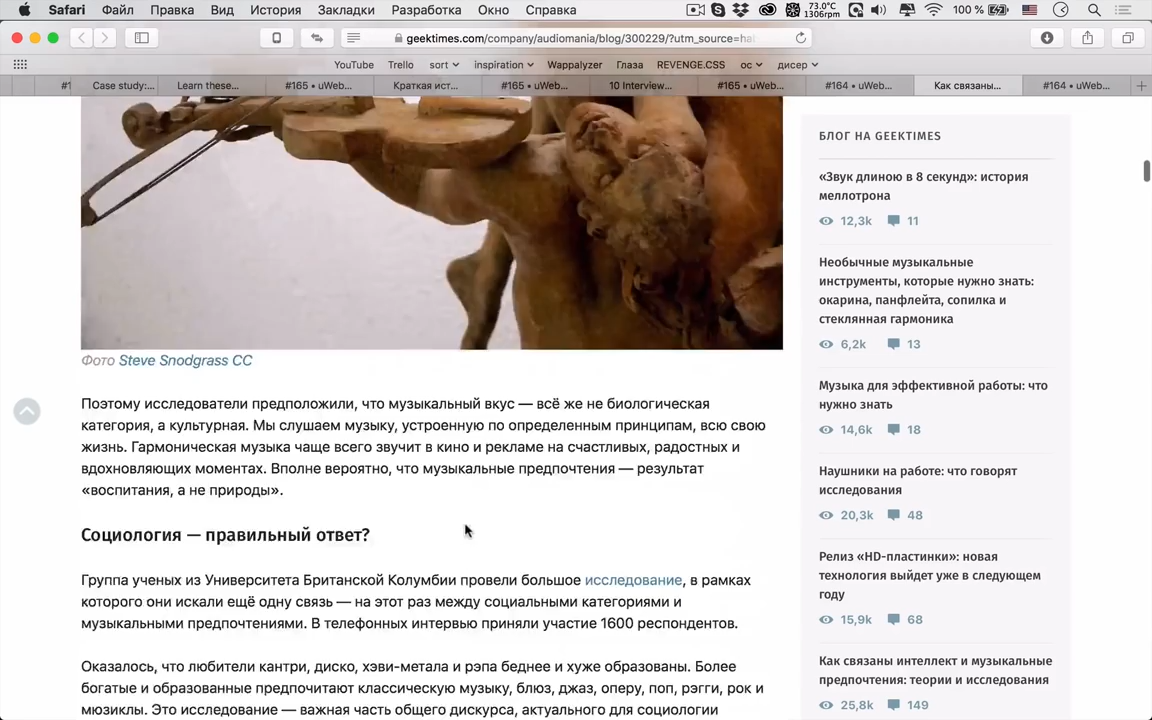 Safari Файл Правка Вид История Закладки Разработка Окно Справка 73.0°C 1306rpm 100 %
geektimes.com/company/audiomania/blog/300229/?utm_source=ha
YouTube Trello sort inspiration Wappalyzer Глаза REVENGE.CSS ос дисер
#1 Case study:... Learn these... #165 • uWeb... Краткая ист... #165 • uWeb... 10 Interview... #165 • uWeb... #164 • uWeb... Как связаны... #164 • uWeb...
Фото Steve Snodgrass CC
Поэтому исследователи предположили, что музыкальный вкус — всё же не биологическая
категория, а культурная. Мы слушаем музыку, устроенную по определенным принципам, всю свою
жизнь. Гармоническая музыка чаще всего звучит в кино и рекламе на счастливых, радостных и
вдохновляющих моментах. Вполне вероятно, что музыкальные предпочтения — результат
«воспитания, а не природы».
Социология — правильный ответ?
Группа ученых из Университета Британской Колумбии провели большое исследование, в рамках
которого они искали ещё одну связь — на этот раз между социальными категориями и
музыкальными предпочтениями. В телефонных интервью приняли участие 1600 респондентов.
Оказалось, что любители кантри, диско, хэви-метала и рэпа беднее и хуже образованы. Более
богатые и образованные предпочитают классическую музыку, блюз, джаз, оперу, поп, рэгги, рок и
мюзиклы. Это исследование — важная часть общего дискурса, актуального для социологии
БЛОГ НА GEEKTIMES
«Звук длиною в 8 секунд»: история
меллотрона
12,3k 11
Необычные музыкальные
инструменты, которые нужно знать:
окарина, панфлейта, сопилка и
стеклянная гармоника
6,2k 13
Музыка для эффективной работы: что
нужно знать
14,6k 18
Наушники на работе: что говорят
исследования
20,3k 48
Релиз «HD-пластинки»: новая
технология выйдет уже в следующем
году
15,9k 68
Как связаны интеллект и музыкальные
предпочтения: теории и исследования
25,8k 149